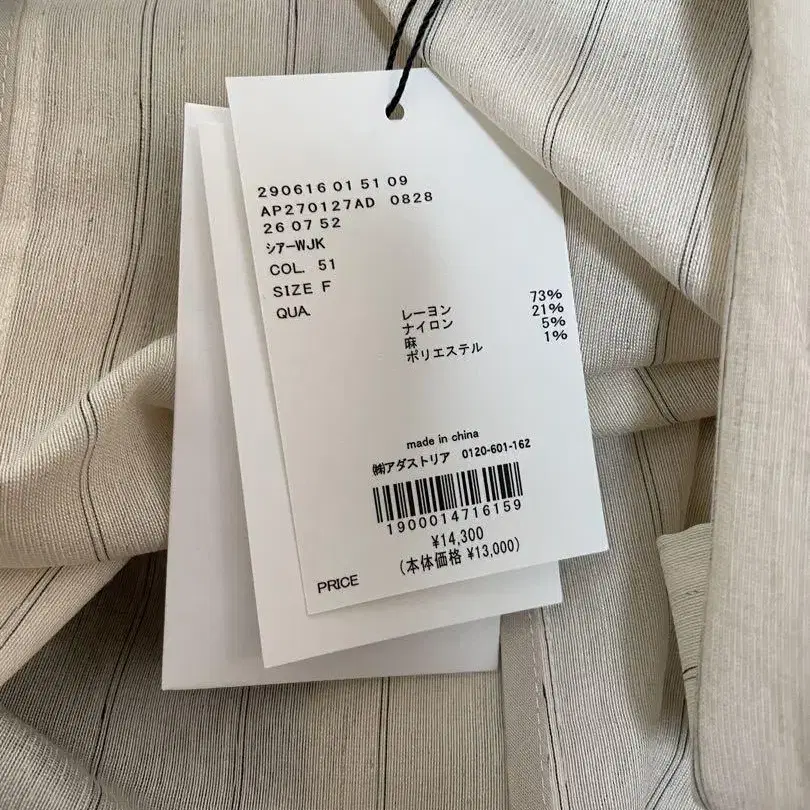 290616 01 51 09
AP270127AD 0828
26 07 52
シアーWJK
COL. 51
SIZE F
QUA.
レーヨン 73%
ナイロン 21%
麻 5%
ポリエステル 1%
made in china
㈱アダストリア 0120-601-162
1900014716159
¥14,300
PRICE (本体価格 ¥13,000)